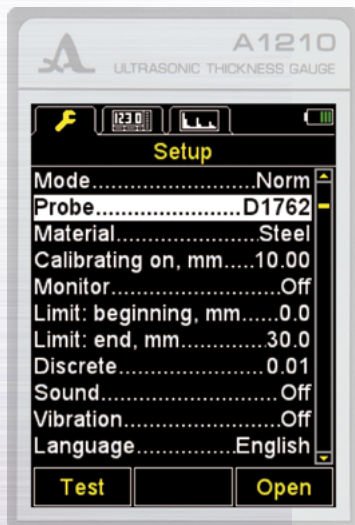 A1210
ULTRASONIC THICKNESS GAUGE
123.0
Setup
Mode..........................Norm
Probe.......................D1762
Material.......................Steel
Calibrating on, mm.....10.00
Monitor...........................Off
Limit: beginning, mm......0.0
Limit: end, mm..............30.0
Discrete........................0.01
Sound.............................Off
Vibration.........................Off
Language................English
Test
Open